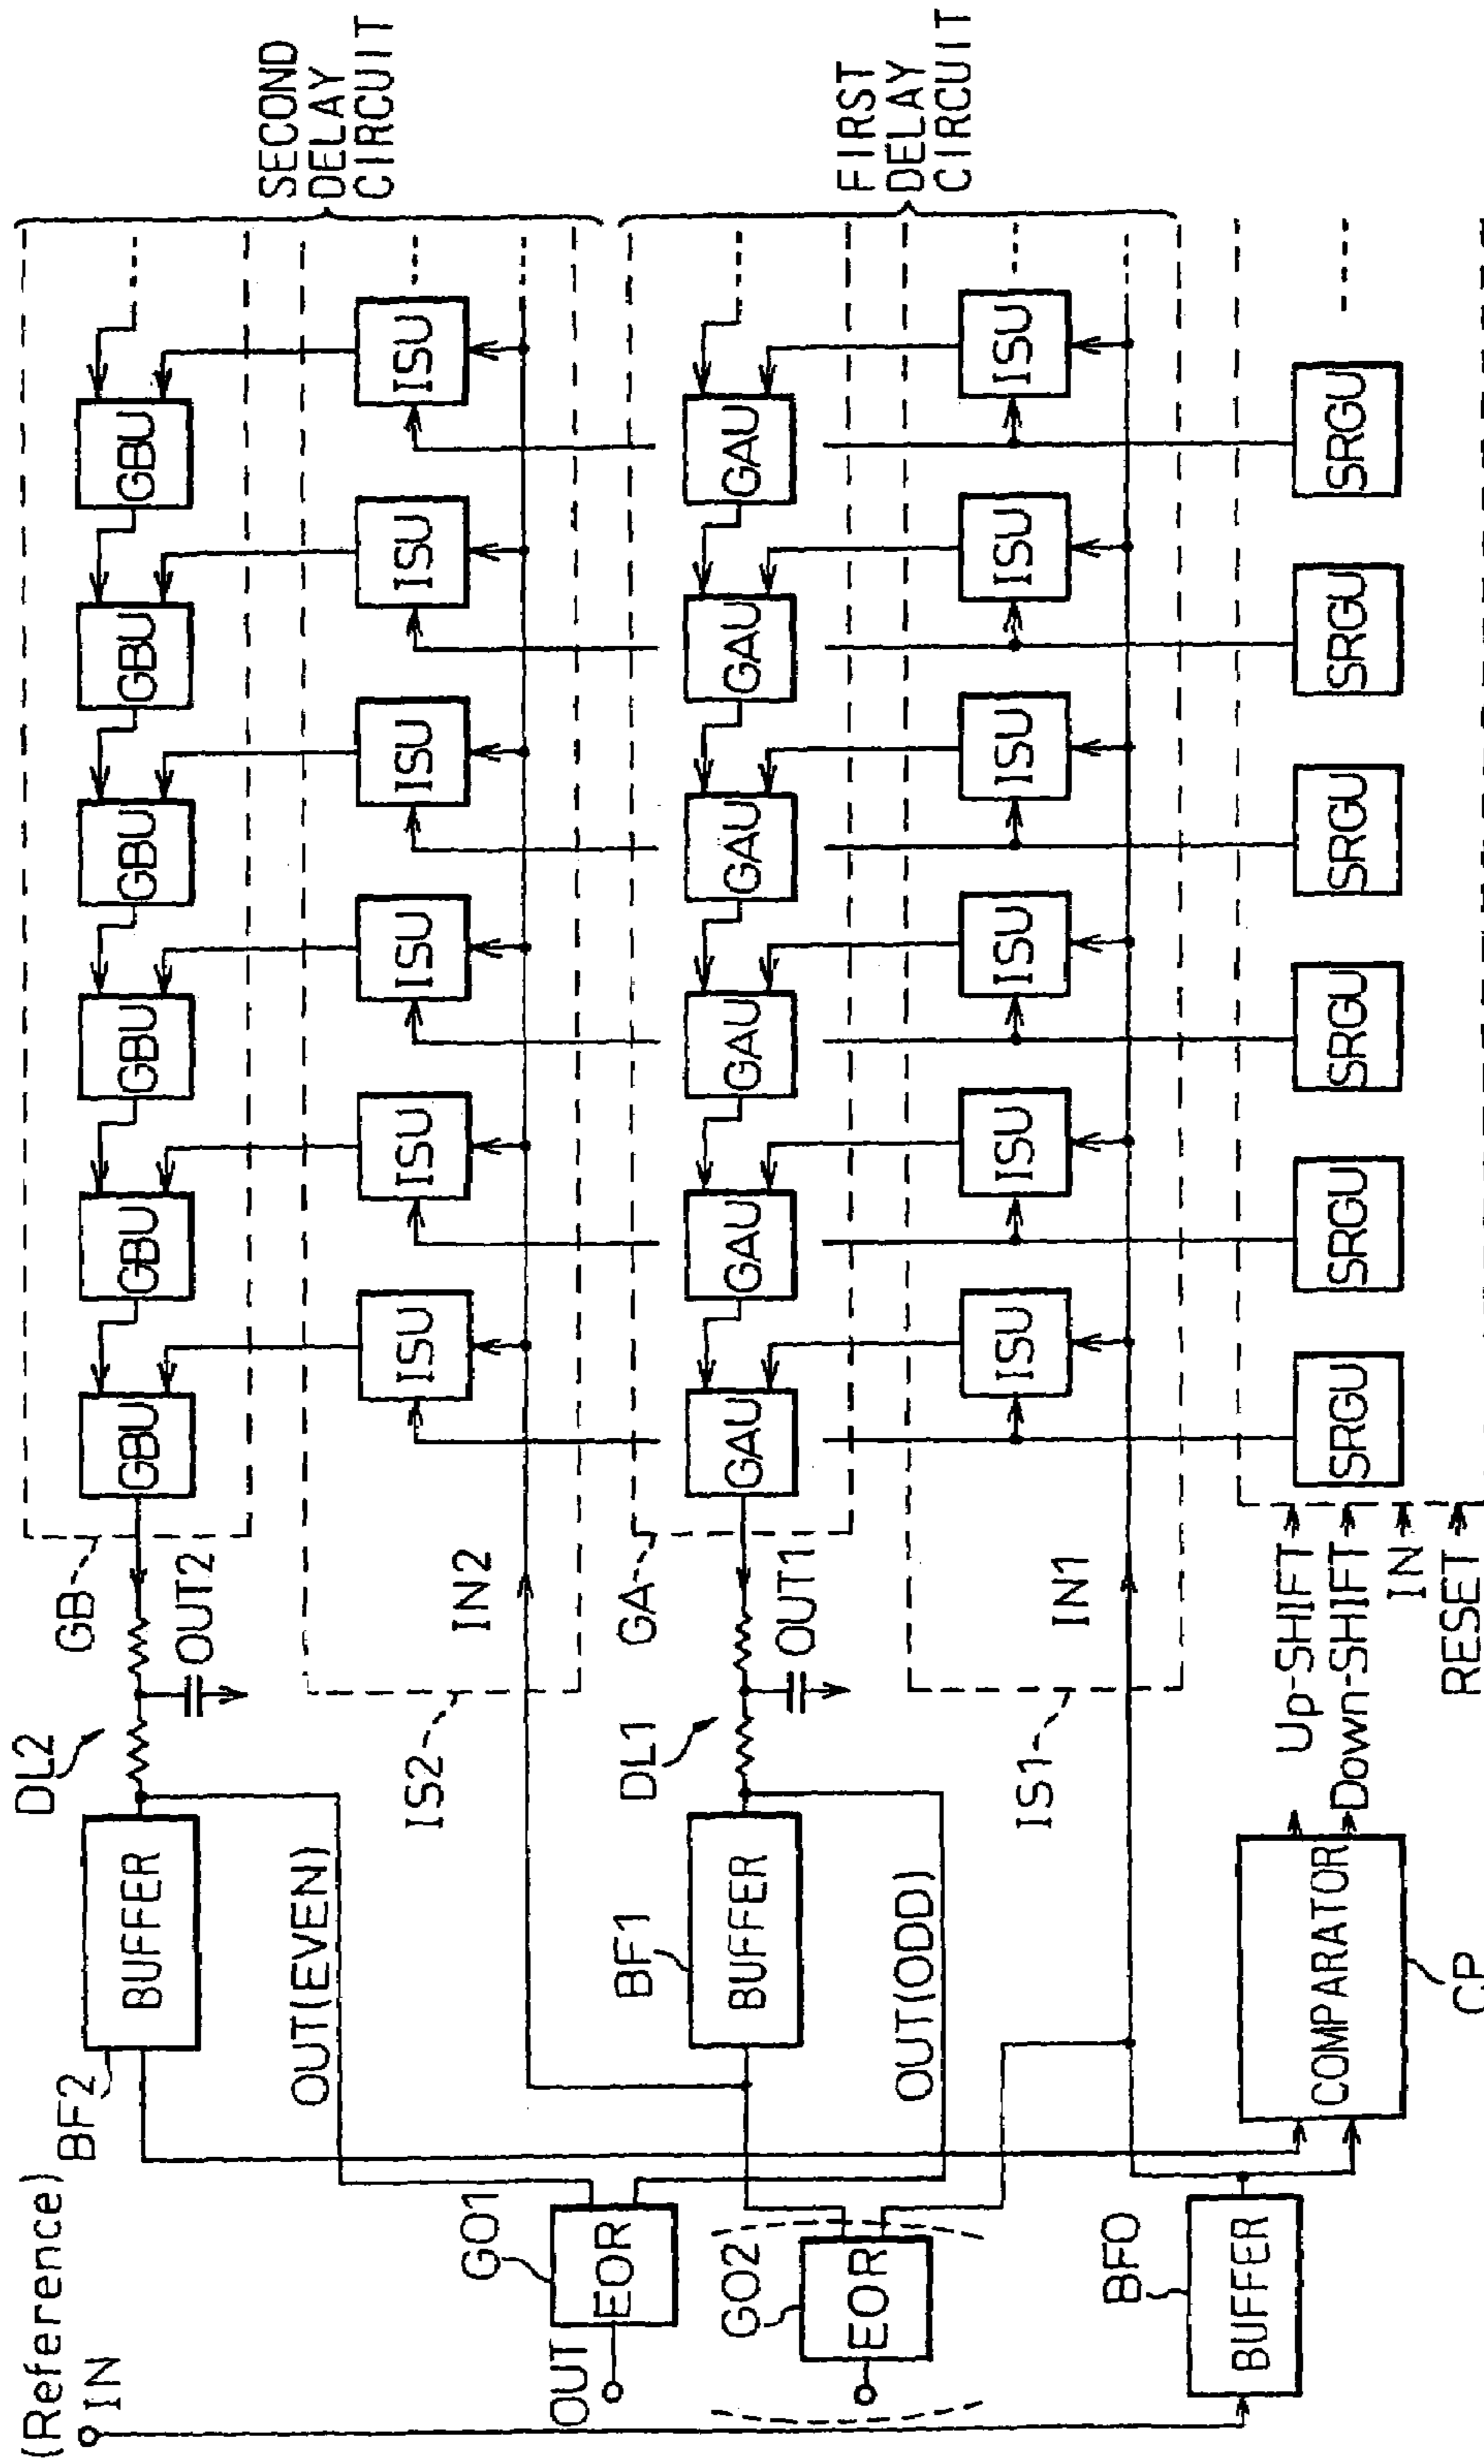 (Reference)
IN
BF2
BUFFER
DL2
GB
OUT2
GBU
GBU
GBU
GBU
GBU
GBU
SECOND
DELAY
CIRCUIT
OUT(EVEN)
IS2
IN2
ISU
ISU
ISU
ISU
ISU
ISU
GO1
EOR
OUT
BF1
BUFFER
DL1
GA
OUT1
GAU
GAU
GAU
GAU
GAU
GAU
FIRST
DELAY
CIRCUIT
GO2
EOR
OUT(ODD)
IS1
IN1
ISU
ISU
ISU
ISU
ISU
ISU
BF0
BUFFER
COMPARATOR
CP
Up-SHIFT
Down-SHIFT
IN
RESET
SRGU
SRGU
SRGU
SRGU
SRGU
SRGU